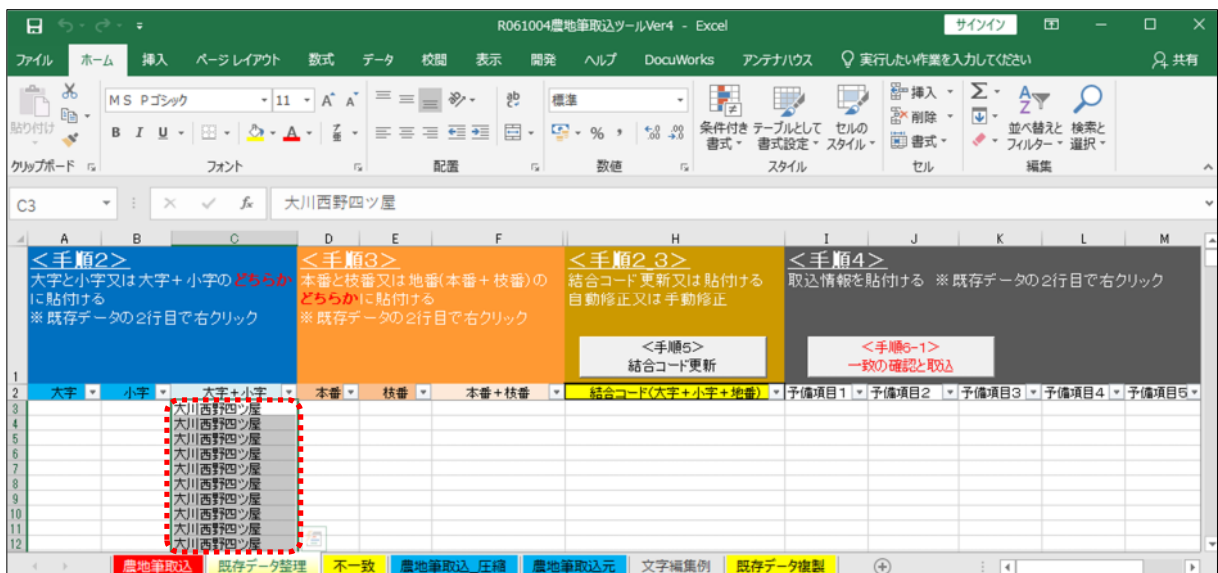 R061004農地筆取込ツールVer4 - Excel
サインイン
ファイル ホーム 挿入 ページ レイアウト 数式 データ 校閲 表示 開発 ヘルプ DocuWorks アンテナハウス 実行したい作業を入力してください 共有
貼り付け
クリップボード
MS Pゴシック 11
B I U
フォント
配置
標準
数値
条件付き書式
テーブルとして書式設定
セルのスタイル
スタイル
挿入
削除
書式
セル
並べ替えと フィルター
検索と選択
編集
C3 fx 大川西野四ツ屋
A B C D E F H I J K L M
<手順2>
大字と小字又は大字+小字のどちらか
に貼付ける
※既存データの2行目で右クリック
<手順3>
本番と枝番又は地番(本番+枝番)の
どちらかに貼付ける
※既存データの2行目で右クリック
<手順2_3>
結合コード更新又は貼付ける
自動修正又は手動修正
<手順5>
結合コード更新
<手順4>
取込情報を貼付ける ※既存データの2行目で右クリック
<手順6-1>
一致の確認と取込
1
2 大字 小字 大字+小字 本番 枝番 本番+枝番 結合コード(大字+小字+地番) 予備項目1 予備項目2 予備項目3 予備項目4 予備項目5
3 大川西野四ツ屋
4 大川西野四ツ屋
5 大川西野四ツ屋
6 大川西野四ツ屋
7 大川西野四ツ屋
8 大川西野四ツ屋
9 大川西野四ツ屋
10 大川西野四ツ屋
11 大川西野四ツ屋
12 大川西野四ツ屋
農地筆取込 既存データ整理 不一致 農地筆取込_圧縮 農地筆取込元 文字編集例 既存データ複製